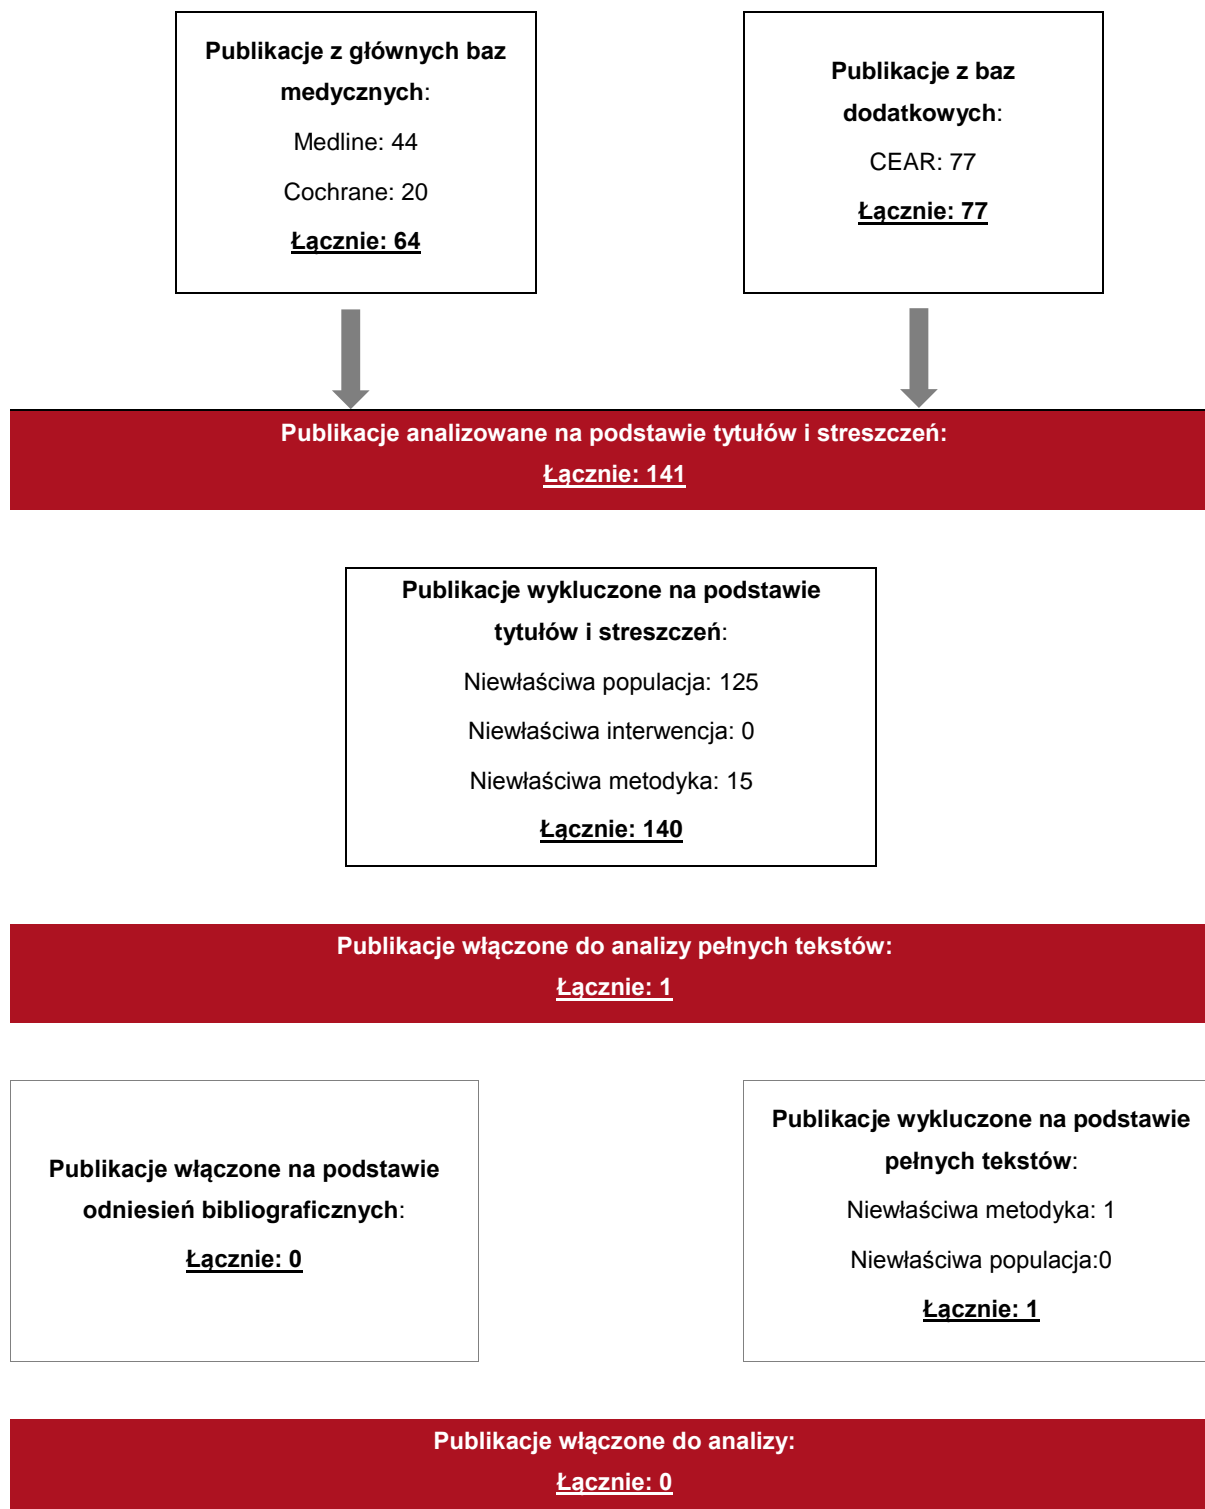 Publikacje z głównych baz
medycznych:
Medline: 44
Cochrane: 20
Łącznie: 64
Publikacje z baz
dodatkowych:
CEAR: 77
Łącznie: 77
Publikacje analizowane na podstawie tytułów i streszczeń:
Łącznie: 141
Publikacje wykluczone na podstawie
tytułów i streszczeń:
Niewłaściwa populacja: 125
Niewłaściwa interwencja: 0
Niewłaściwa metodyka: 15
Łącznie: 140
Publikacje włączone do analizy pełnych tekstów:
Łącznie: 1
Publikacje włączone na podstawie
odniesień bibliograficznych:
Łącznie: 0
Publikacje wykluczone na podstawie
pełnych tekstów:
Niewłaściwa metodyka: 1
Niewłaściwa populacja:0
Łącznie: 1
Publikacje włączone do analizy:
Łącznie: 0